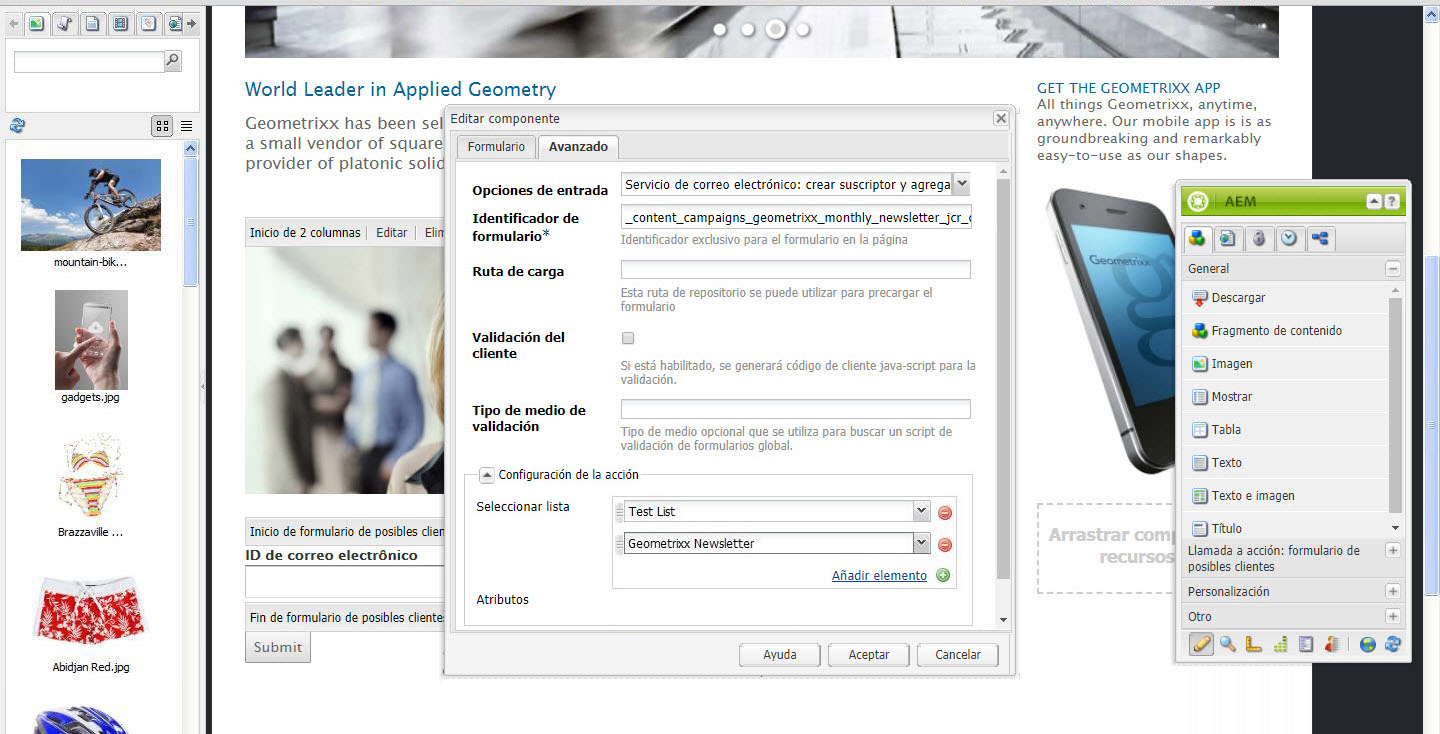 mountain-bik...
gadgets.jpg
Brazzaville ...
Abidjan Red.jpg
World Leader in Applied Geometry
Geometrixx has been sel
a small vendor of square
provider of platonic solid
Inicio de 2 columnas
Editar
Elim
Inicio de formulario de posibles clien
ID de correo electrônico
Fin de formulario de posibles clientes
Submit
Editar componente
Formulario
Avanzado
Opciones de entrada
Servicio de correo electrónico: crear suscriptor y agrega
Identificador de
formulario*
_content_campaigns_geometrixx_monthly_newsletter_jcr_c
Identificador exclusivo para el formulario en la página
Ruta de carga
Esta ruta de repositorio se puede utilizar para precargar el
formulario
Validación del
cliente
Si está habilitado, se generará código de cliente java-script para la
validación.
Tipo de medio de
validación
Tipo de medio opcional que se utiliza para buscar un script de
validación de formularios global.
Configuración de la acción
Seleccionar lista
Test List
Geometrixx Newsletter
Añadir elemento
Atributos
Ayuda
Aceptar
Cancelar
GET THE GEOMETRIXX APP
All things Geometrixx, anytime,
anywhere. Our mobile app is is as
groundbreaking and remarkably
easy-to-use as our shapes.
Geometrixx
Arrastrar comp
recursos
AEM
?
General
Descargar
Fragmento de contenido
Imagen
Mostrar
Tabla
Texto
Texto e imagen
Título
Llamada a acción: formulario de
posibles clientes
Personalización
Otro